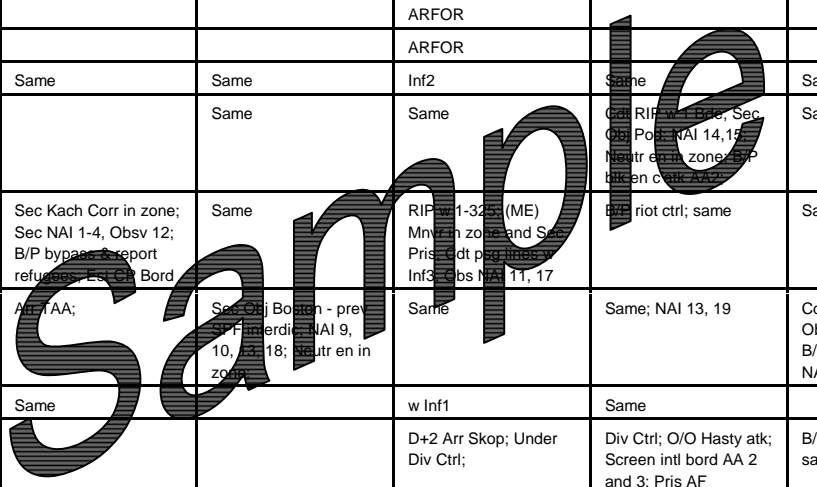 ARFOR
ARFOR
Same Same Inf2 Same Sa
Same Same Cdt RIP w 1 Bde; Sec Sa
Obj Pod; NAI 14,15;
Neutr en in zone; B/P
blk en c'atk AA2;
Sec Kach Corr in zone; Same RIP w 1-325; (ME) B/P riot ctrl; same Sa
Sec NAI 1-4, Obsv 12; Mnvr in zone and Sec
B/P bypass & report Pris; Cdt psg lines w
refugees; Est CP Bord Inf3, Obs NAI 11, 17
Arr TAA; Sec Obj Boston - prev Same Same; NAI 13, 19 Co
SPF interdic; NAI 9, Ob
10, 13, 18; Neutr en in B/
zone; NA
Same w Inf1 Same
D+2 Arr Skop; Under Div Ctrl; O/O Hasty atk; B/
Div Ctrl; Screen intl bord AA 2 sa
and 3; Pris AF
Sample